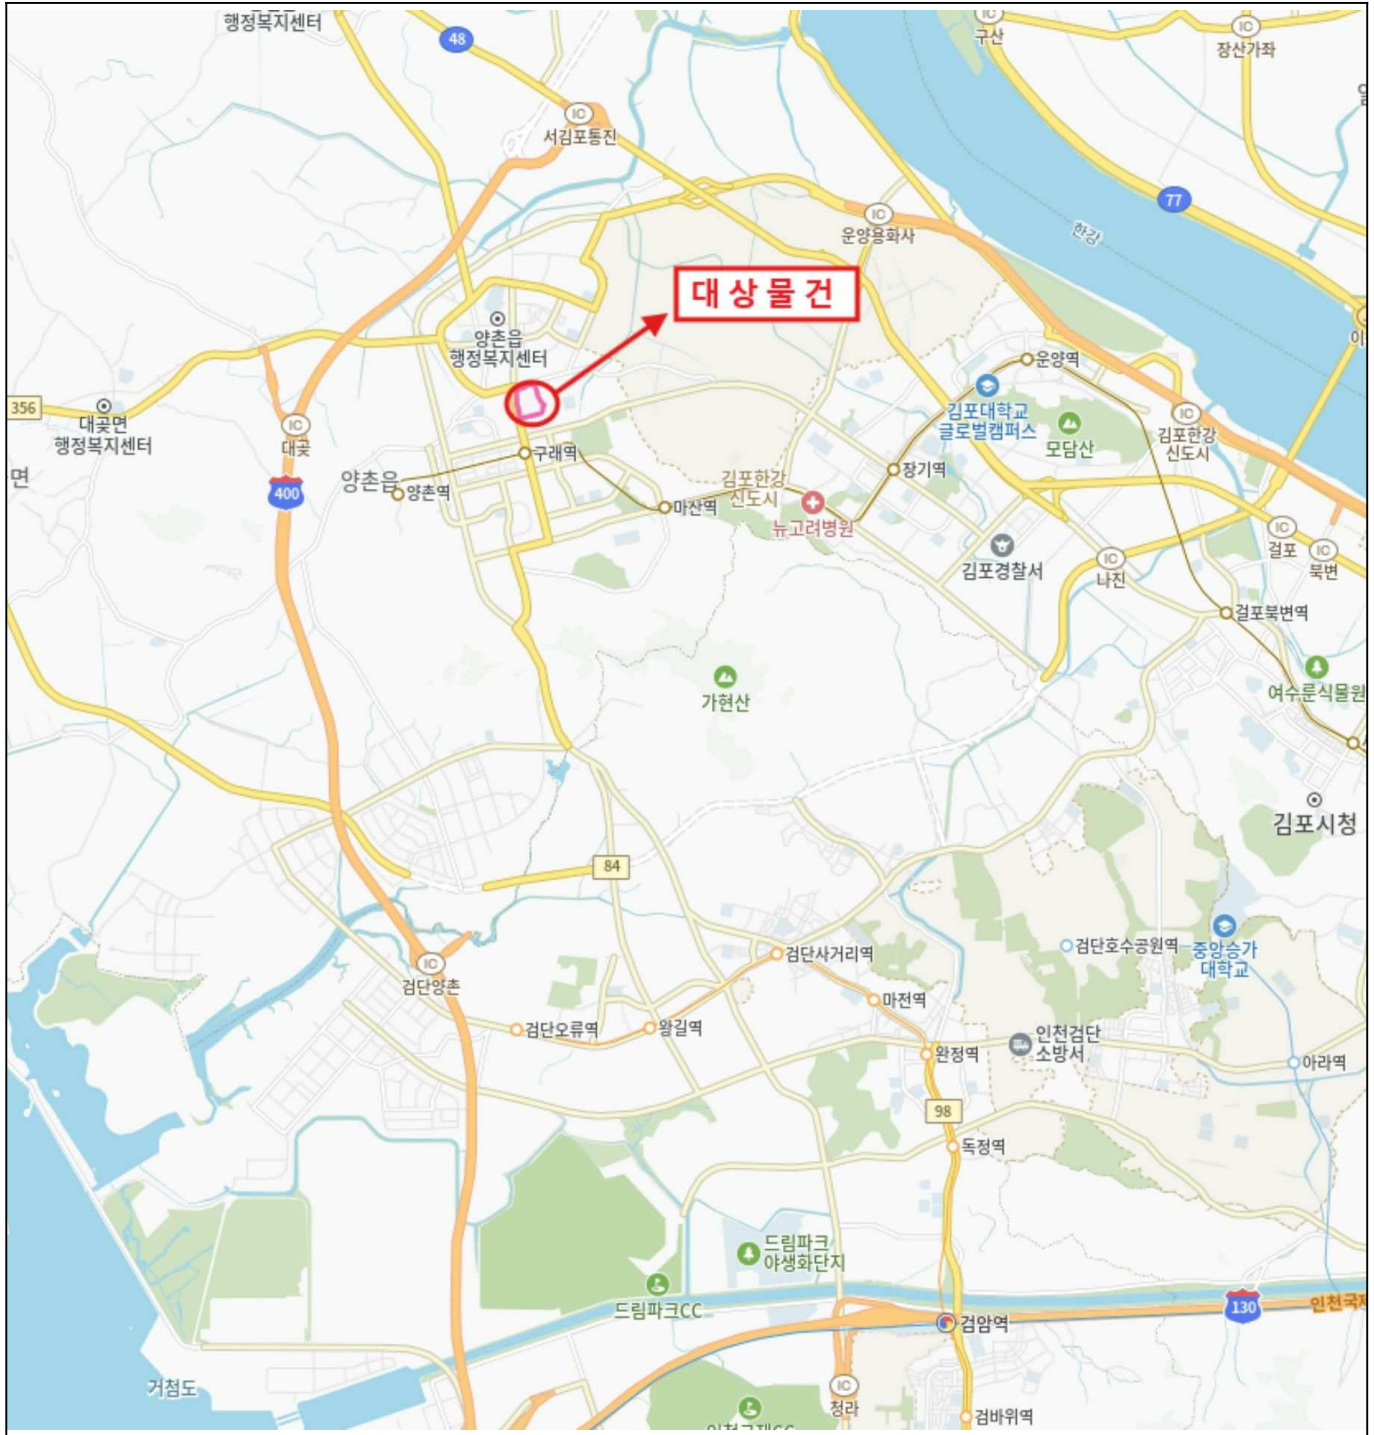 행정복지센터
48
IC
구산
IC
장산가좌
IC
서김포통진
77
한강
IC
운양용화사
대상물건
양촌읍
행정복지센터
운양역
356
대곶면
행정복지센터
IC
대곶
김포대학교
글로벌캠퍼스
모담산
IC
김포한강
신도시
면
양촌읍
양촌역
구래역
400
마산역
김포한강
신도시
장기역
뉴고려병원
김포경찰서
IC
나진
IC
걸포
IC
북변
걸포북변역
가현산
여수룬식물원
김포시청
84
검단사거리역
검단호수공원역
중앙승가
대학교
IC
검단양촌
검단오류역
왕길역
마전역
완정역
인천검단
소방서
아라역
98
독정역
드림파크
야생화단지
드림파크CC
130
인천국제
검암역
거첨도
IC
청라
검바위역